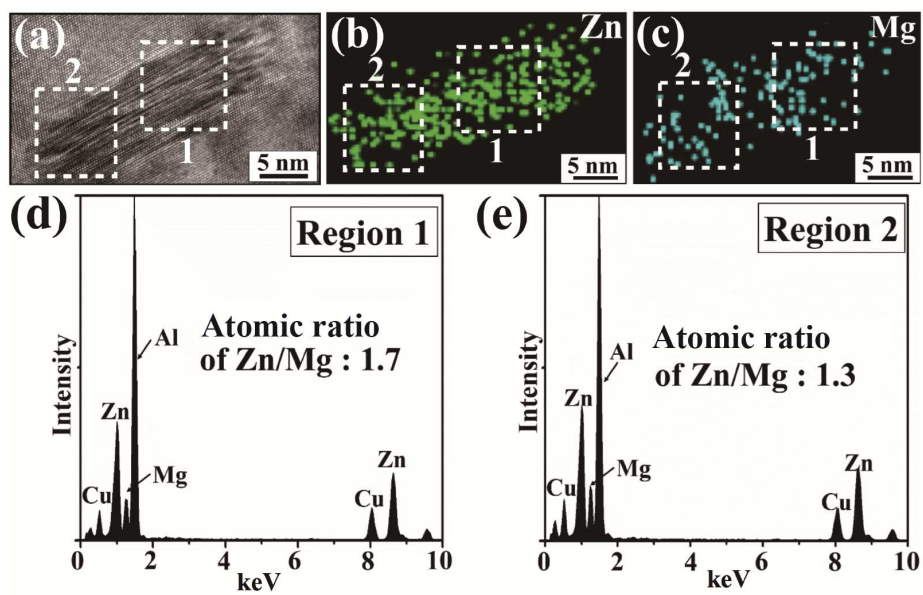 (a)
2
1
5 nm
(b)
Zn
2
1
5 nm
(c)
Mg
2
1
5 nm
(d)
Region 1
Atomic ratio
of Zn/Mg : 1.7
Al
Zn
Mg
Cu
Zn
Cu
Intensity
0 2 4 6 8 10
keV
(e)
Region 2
Atomic ratio
of Zn/Mg : 1.3
Al
Zn
Mg
Cu
Zn
Cu
Intensity
0 2 4 6 8 10
keV